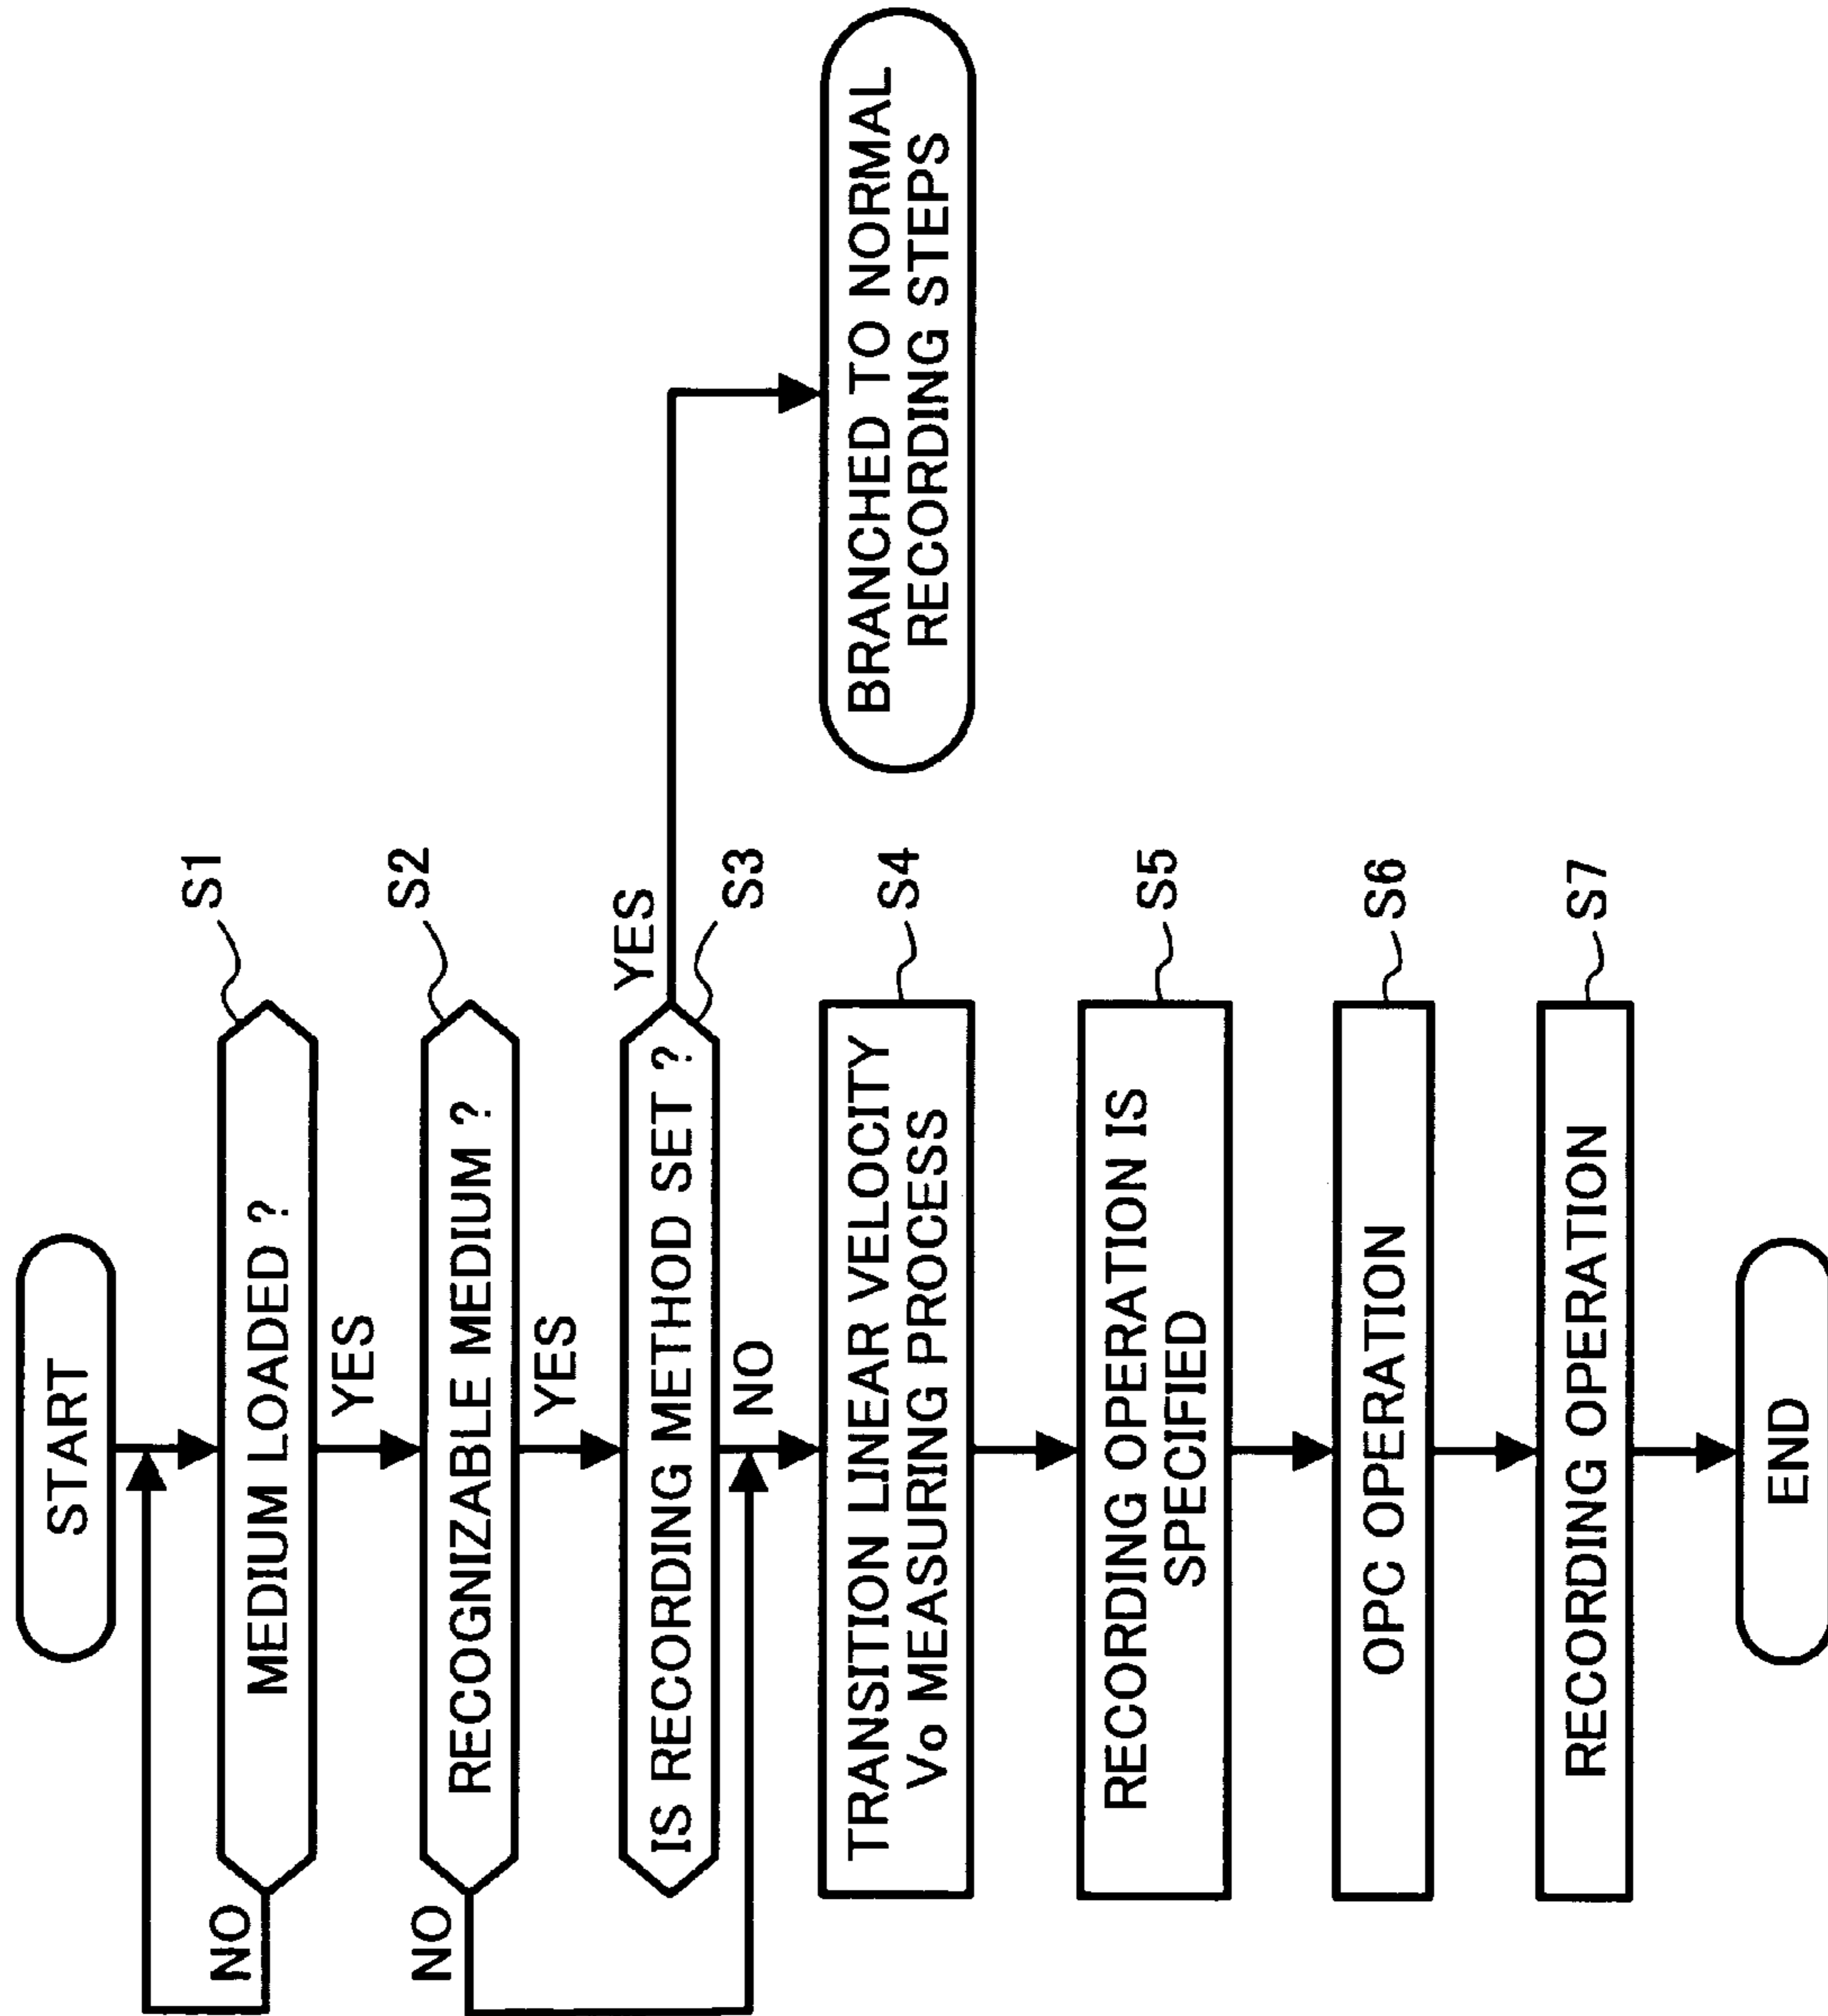 START
MEDIUM LOADED ?
S1
NO
YES
RECOGNIZABLE MEDIUM ?
S2
NO
YES
IS RECORDING METHOD SET ?
YES
S3
NO
BRANCHED TO NORMAL
RECORDING STEPS
TRANSITION LINEAR VELOCITY
Vo MEASURING PROCESS
S4
RECORDING OPERATION IS
SPECIFIED
S5
OPC OPERATION
S6
RECORDING OPERATION
S7
END